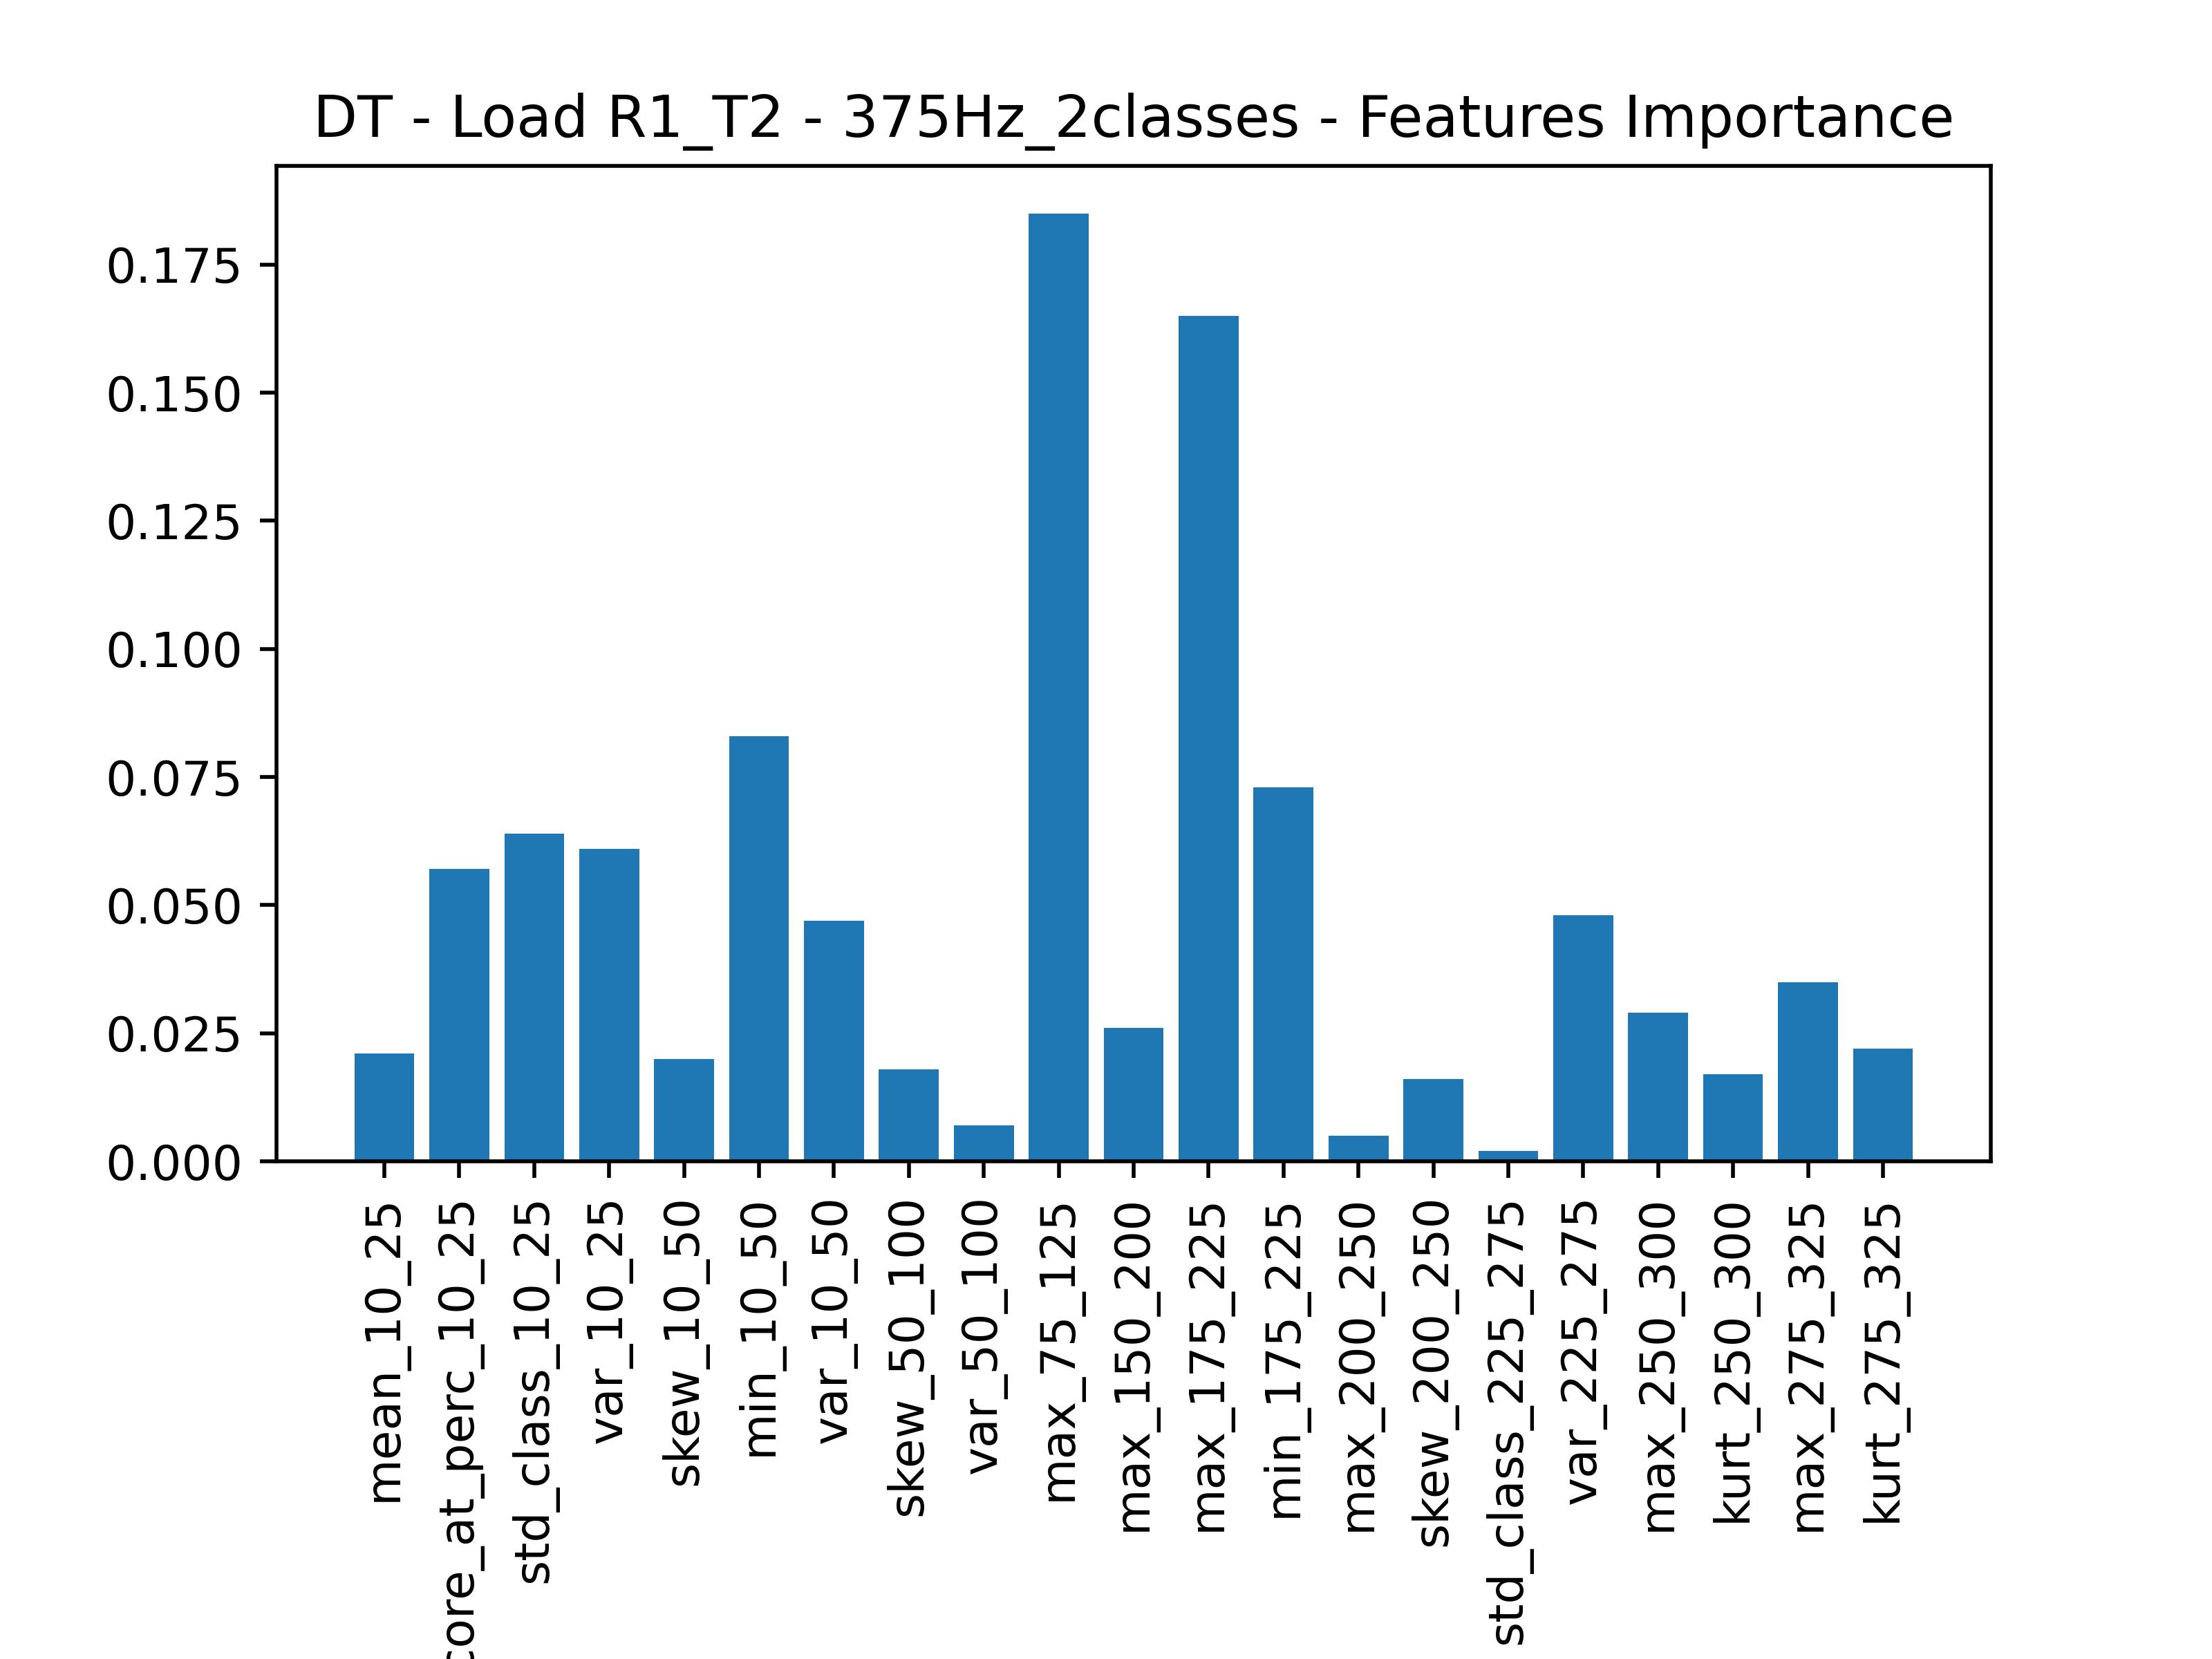 DT - Load R1_T2 - 375Hz_2classes - Features Importance
0.175
0.150
0.125
0.100
0.075
0.050
0.025
0.000
mean_10_25
core_at_perc_10_25
std_class_10_25
var_10_25
skew_10_50
min_10_50
var_10_50
skew_50_100
var_50_100
max_75_125
max_150_200
max_175_225
min_175_225
max_200_250
skew_200_250
std_class_225_275
var_225_275
max_250_300
kurt_250_300
max_275_325
kurt_275_325